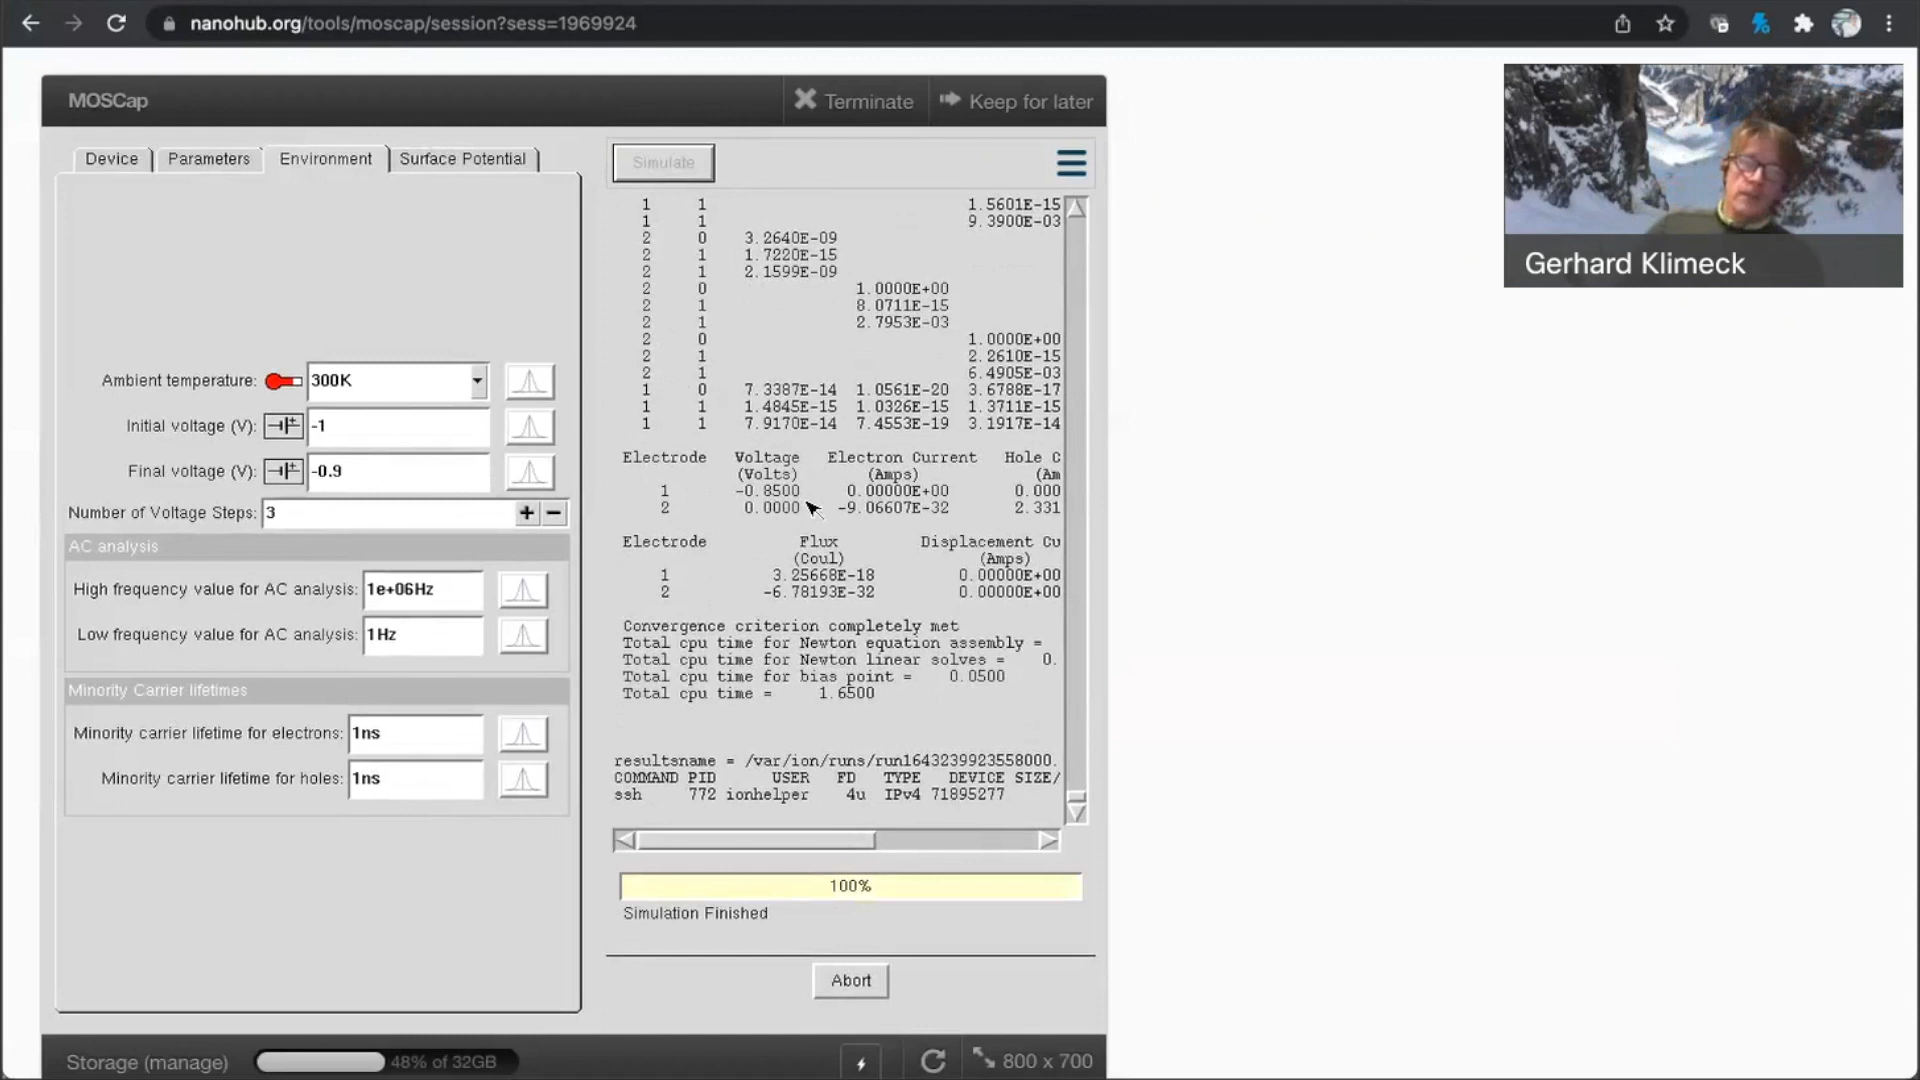 nanohub.org/tools/moscap/session?sess=1969924
MOSCap
Terminate
Keep for later
Device
Parameters
Environment
Surface Potential
Ambient temperature:
300K
Initial voltage (V):
-1
Final voltage (V):
-0.9
Number of Voltage Steps:
3
+
−
AC analysis
High frequency value for AC analysis:
1e+06Hz
Low frequency value for AC analysis:
1Hz
Minority Carrier lifetimes
Minority carrier lifetime for electrons:
1ns
Minority carrier lifetime for holes:
1ns
Simulate
1 1 1.5601E-15
1 1 9.3900E-03
2 0 3.2640E-09
2 1 1.7220E-15
2 1 2.1599E-09
2 0 1.0000E+00
2 1 8.0711E-15
2 1 2.7953E-03
2 0 1.0000E+00
2 1 2.2610E-15
2 1 6.4905E-03
1 0 7.3387E-14 1.0561E-20 3.6788E-17
1 1 1.4845E-15 1.0326E-15 1.3711E-15
1 1 7.9170E-14 7.4553E-19 3.1917E-14
Electrode Voltage Electron Current Hole C
(Volts) (Amps) (Am
1 -0.8500 0.00000E+00 0.000
2 0.0000 -9.06607E-32 2.331
Electrode Flux Displacement Cu
(Coul) (Amps)
1 3.25668E-18 0.00000E+00
2 -6.78193E-32 0.00000E+00
Convergence criterion completely met
Total cpu time for Newton equation assembly =
Total cpu time for Newton linear solves = 0.
Total cpu time for bias point = 0.0500
Total cpu time = 1.6500
resultsname = /var/ion/runs/run1643239923558000.
COMMAND PID USER FD TYPE DEVICE SIZE/
ssh 772 ionhelper 4u IPv4 71895277
100%
Simulation Finished
Abort
Storage (manage)
48% of 32GB
800 x 700
Gerhard Klimeck